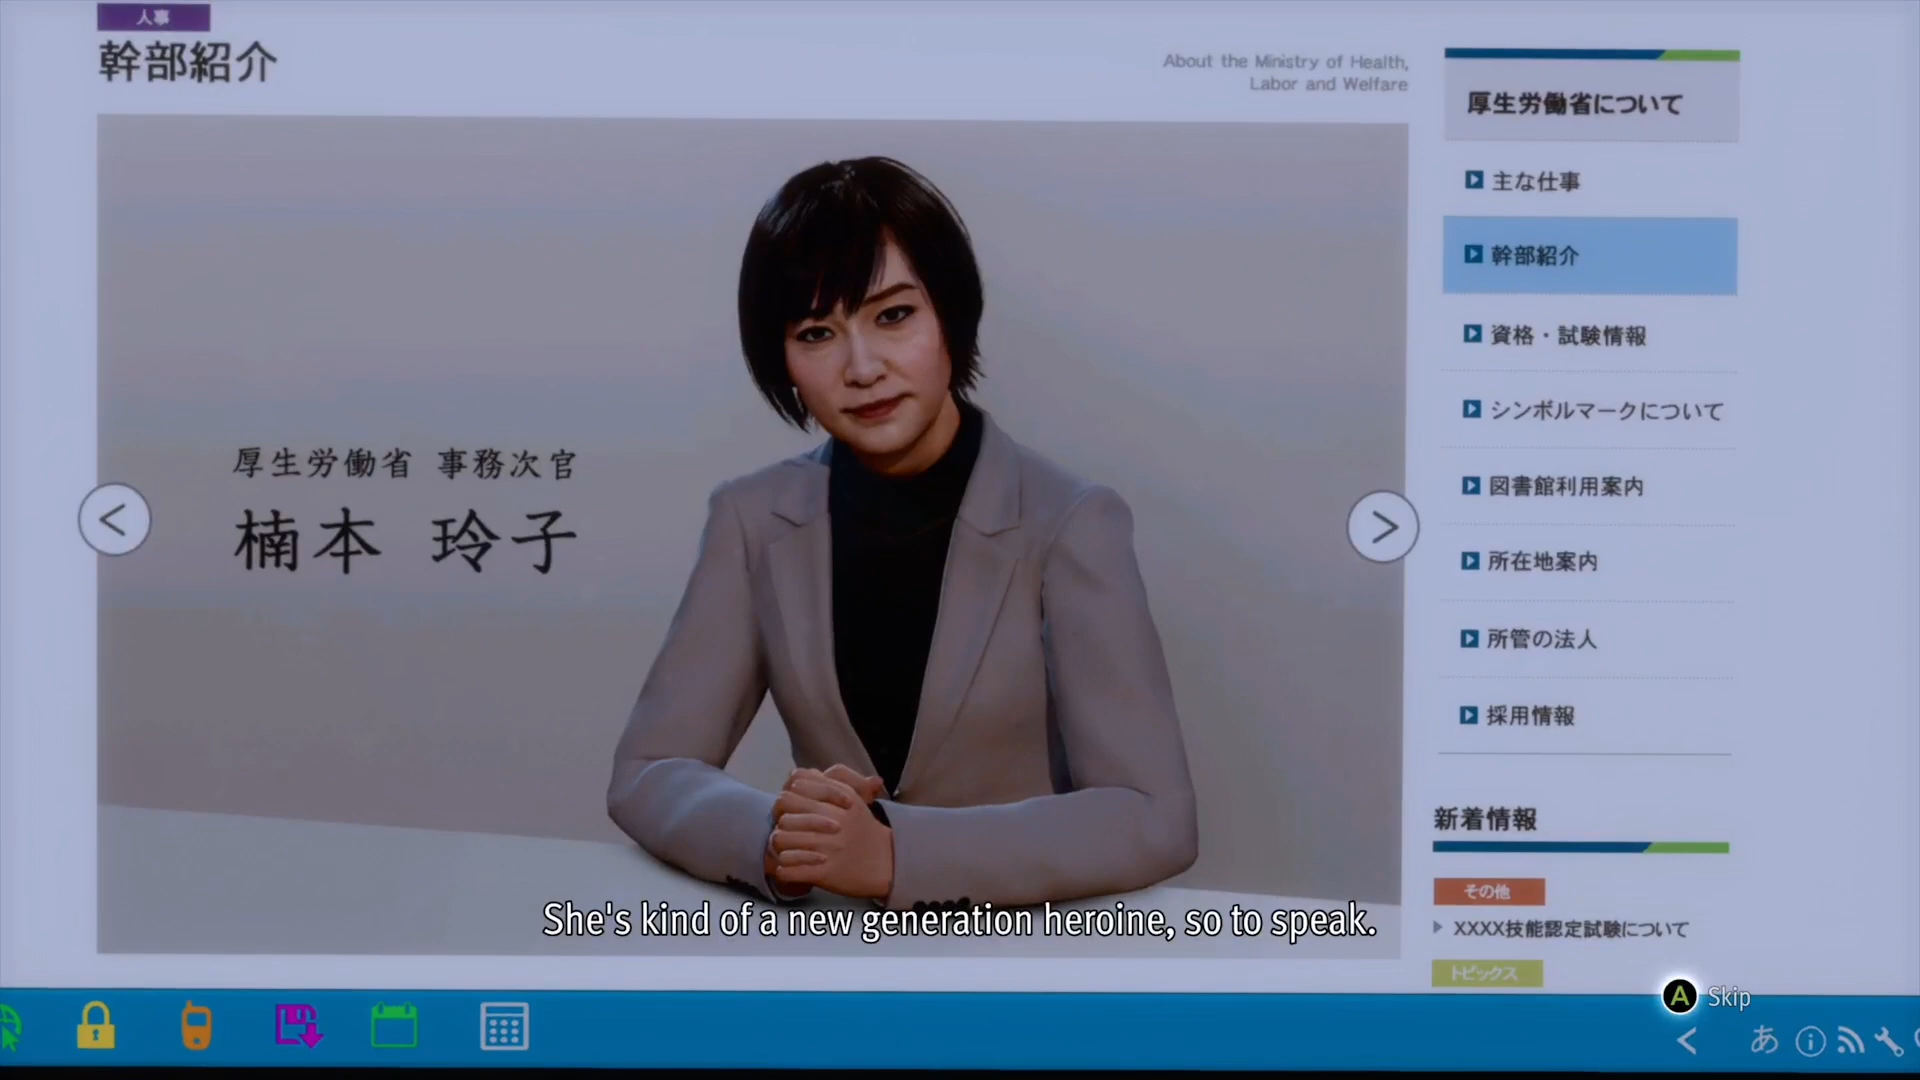 人事
幹部紹介
About the Ministry of Health,
Labor and Welfare
厚生労働省 事務次官
楠本 玲子
厚生労働省について
主な仕事
幹部紹介
資格・試験情報
シンボルマークについて
図書館利用案内
所在地案内
所管の法人
採用情報
新着情報
その他
XXXX技能認定試験について
トピックス
She's kind of a new generation heroine, so to speak.
A Skip
あ